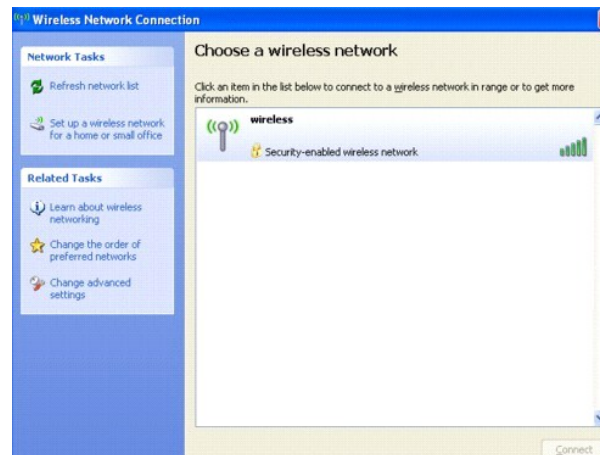 Wireless Network Connection
Network Tasks
Refresh network list
Set up a wireless network
for a home or small office
Related Tasks
Learn about wireless
networking
Change the order of
preferred networks
Change advanced
settings
Choose a wireless network
Click an item in the list below to connect to a wireless network in range or to get more
information.
wireless
Security-enabled wireless network
Connect